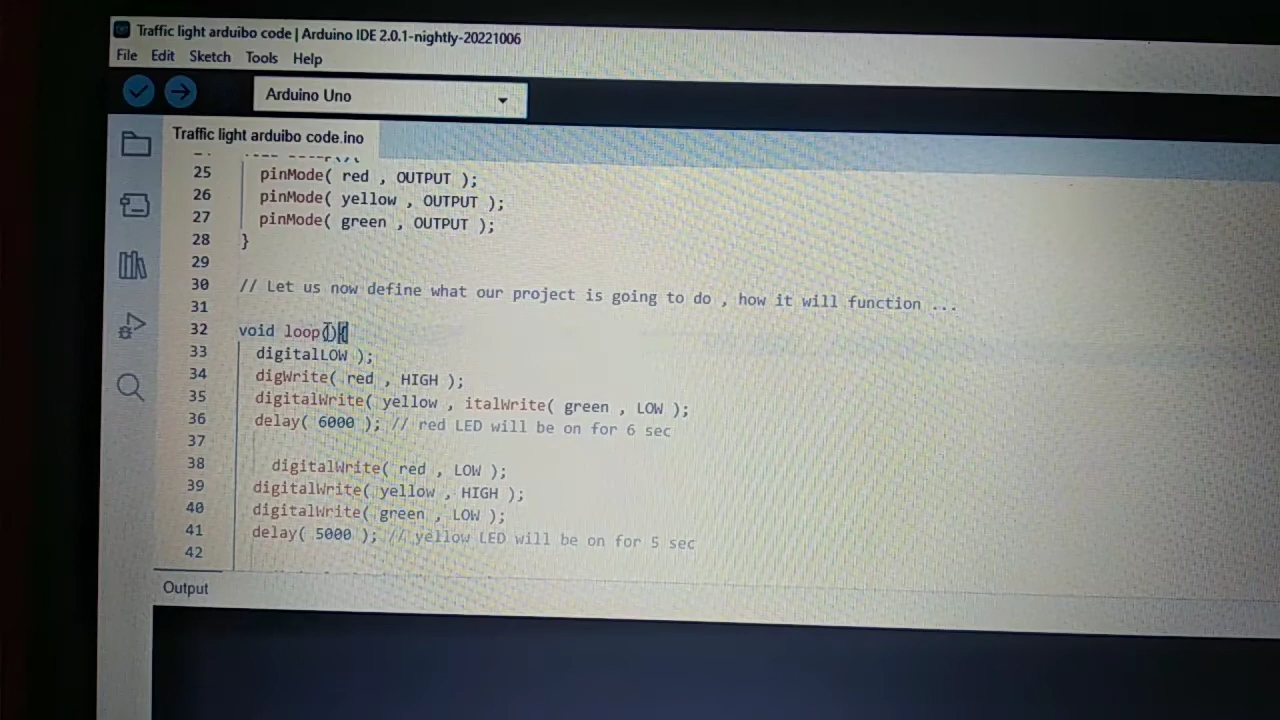 Traffic light arduibo code | Arduino IDE 2.0.1-nightly-20221006
File Edit Sketch Tools Help
Arduino Uno
Traffic light arduibo code.ino
25 pinMode( red , OUTPUT );
26 pinMode( yellow , OUTPUT );
27 pinMode( green , OUTPUT );
28 }
29
30 // Let us now define what our project is going to do , how it will function ...
31
32 void loop(){
33 digitalLOW );
34 digWrite( red , HIGH );
35 digitalWrite( yellow , italWrite( green , LOW );
36 delay( 6000 ); // red LED will be on for 6 sec
37
38 digitalWrite( red , LOW );
39 digitalWrite( yellow , HIGH );
40 digitalWrite( green , LOW );
41 delay( 5000 ); // yellow LED will be on for 5 sec
42
Output